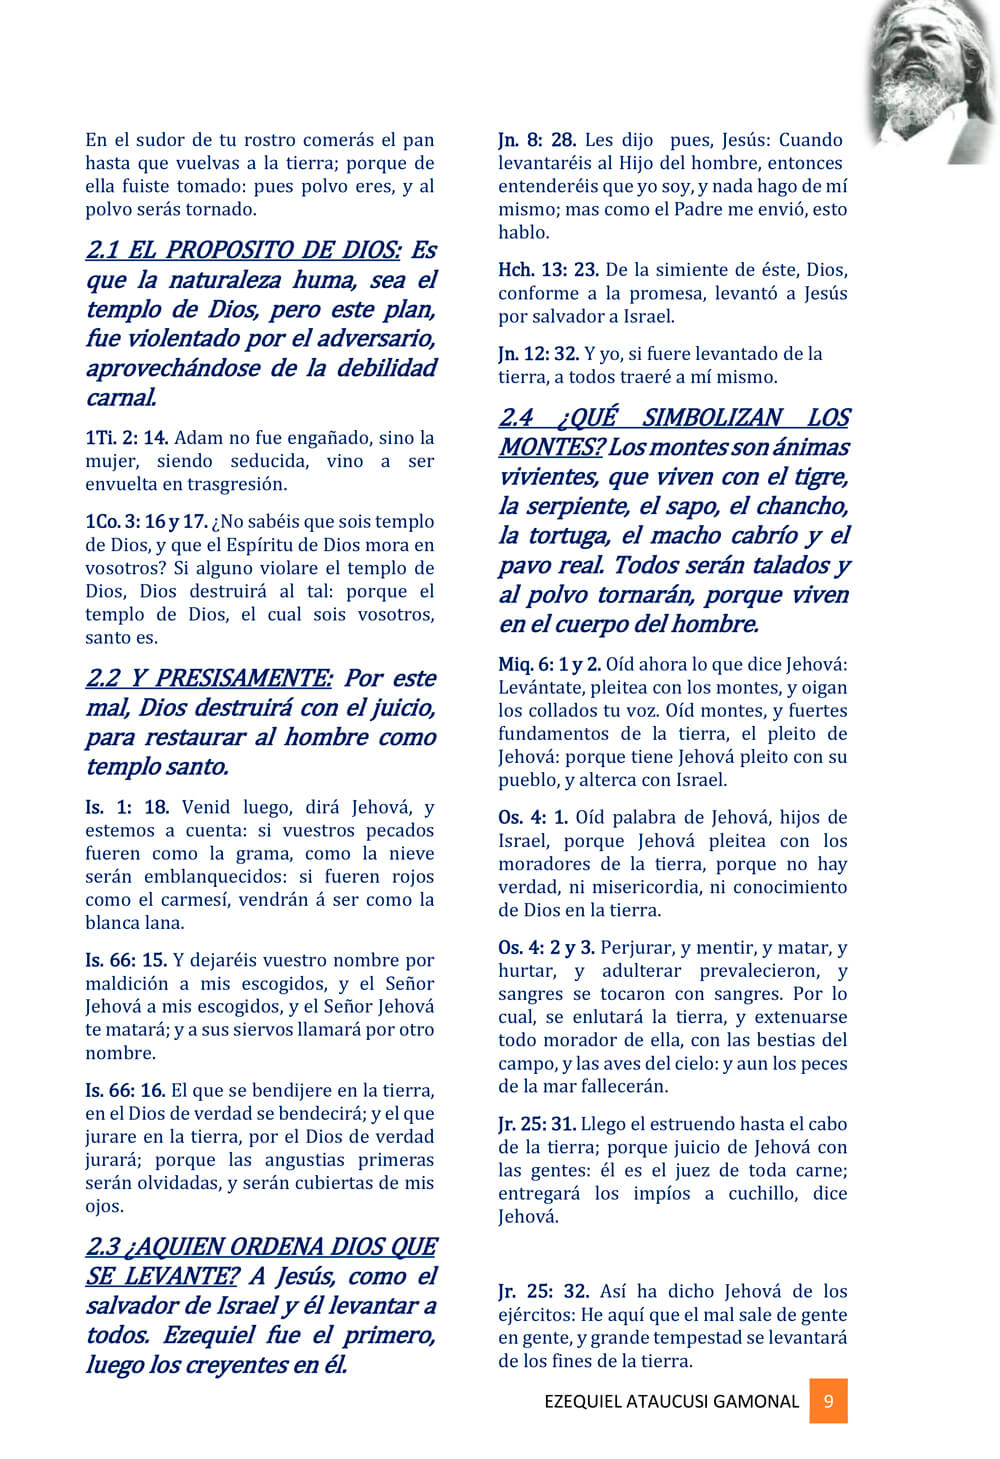 En el sudor de tu rostro comerás el pan
hasta que vuelvas a la tierra; porque de
ella fuiste tomado: pues polvo eres, y al
polvo serás tornado.
2.1 EL PROPOSITO DE DIOS: Es
que la naturaleza huma, sea el
templo de Dios, pero este plan,
fue violentado por el adversario,
aprovechándose de la debilidad
carnal.
1Ti. 2: 14. Adam no fue engañado, sino la
mujer, siendo seducida, vino a ser
envuelta en trasgresión.
1Co. 3: 16 y 17. ¿No sabéis que sois templo
de Dios, y que el Espíritu de Dios mora en
vosotros? Si alguno violare el templo de
Dios, Dios destruirá al tal: porque el
templo de Dios, el cual sois vosotros,
santo es.
2.2 Y PRESISAMENTE: Por este
mal, Dios destruirá con el juicio,
para restaurar al hombre como
templo santo.
Is. 1: 18. Venid luego, dirá Jehová, y
estemos a cuenta: si vuestros pecados
fueren como la grama, como la nieve
serán emblanquecidos: si fueren rojos
como el carmesí, vendrán á ser como la
blanca lana.
Is. 66: 15. Y dejaréis vuestro nombre por
maldición a mis escogidos, y el Señor
Jehová a mis escogidos, y el Señor Jehová
te matará; y a sus siervos llamará por otro
nombre.
Is. 66: 16. El que se bendijere en la tierra,
en el Dios de verdad se bendecirá; y el que
jurare en la tierra, por el Dios de verdad
jurará; porque las angustias primeras
serán olvidadas, y serán cubiertas de mis
ojos.
2.3 ¿AQUIEN ORDENA DIOS QUE
SE LEVANTE? A Jesús, como el
salvador de Israel y él levantar a
todos. Ezequiel fue el primero,
luego los creyentes en él.
Jn. 8: 28. Les dijo pues, Jesús: Cuando
levantaréis al Hijo del hombre, entonces
entenderéis que yo soy, y nada hago de mí
mismo; mas como el Padre me envió, esto
hablo.
Hch. 13: 23. De la simiente de éste, Dios,
conforme a la promesa, levantó a Jesús
por salvador a Israel.
Jn. 12: 32. Y yo, si fuere levantado de la
tierra, a todos traeré a mí mismo.
2.4 ¿QUÉ SIMBOLIZAN LOS
MONTES? Los montes son ánimas
vivientes, que viven con el tigre,
la serpiente, el sapo, el chancho,
la tortuga, el macho cabrío y el
pavo real. Todos serán talados y
al polvo tornarán, porque viven
en el cuerpo del hombre.
Miq. 6: 1 y 2. Oíd ahora lo que dice Jehová:
Levántate, pleitea con los montes, y oigan
los collados tu voz. Oíd montes, y fuertes
fundamentos de la tierra, el pleito de
Jehová: porque tiene Jehová pleito con su
pueblo, y alterca con Israel.
Os. 4: 1. Oíd palabra de Jehová, hijos de
Israel, porque Jehová pleitea con los
moradores de la tierra, porque no hay
verdad, ni misericordia, ni conocimiento
de Dios en la tierra.
Os. 4: 2 y 3. Perjurar, y mentir, y matar, y
hurtar, y adulterar prevalecieron, y
sangres se tocaron con sangres. Por lo
cual, se enlutará la tierra, y extenuarse
todo morador de ella, con las bestias del
campo, y las aves del cielo: y aun los peces
de la mar fallecerán.
Jr. 25: 31. Llego el estruendo hasta el cabo
de la tierra; porque juicio de Jehová con
las gentes: él es el juez de toda carne;
entregará los impíos a cuchillo, dice
Jehová.
Jr. 25: 32. Así ha dicho Jehová de los
ejércitos: He aquí que el mal sale de gente
en gente, y grande tempestad se levantará
de los fines de la tierra.
EZEQUIEL ATAUCUSI GAMONAL 9